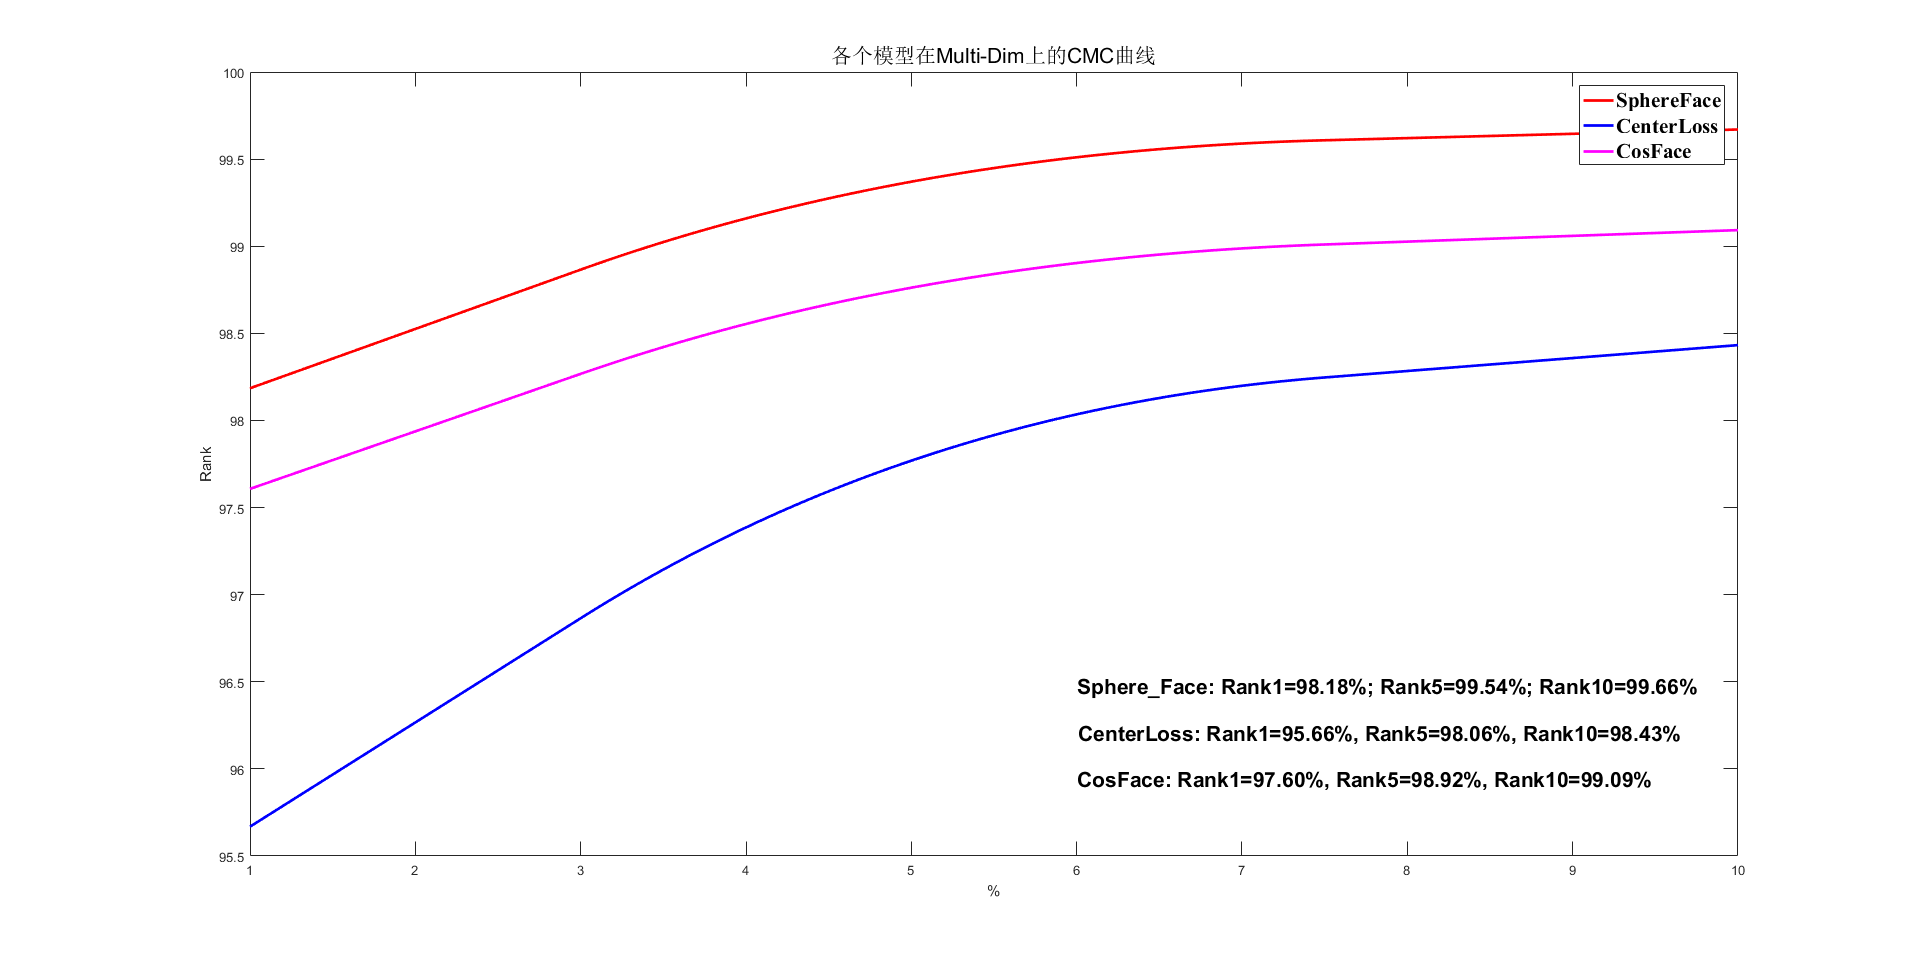 各个模型在Multi-Dim上的CMC曲线
100
99.5
99
98.5
98
97.5
97
96.5
96
95.5
Rank
SphereFace
CenterLoss
CosFace
Sphere_Face: Rank1=98.18%; Rank5=99.54%; Rank10=99.66%
CenterLoss: Rank1=95.66%, Rank5=98.06%, Rank10=98.43%
CosFace: Rank1=97.60%, Rank5=98.92%, Rank10=99.09%
1 2 3 4 5 6 7 8 9 10
%